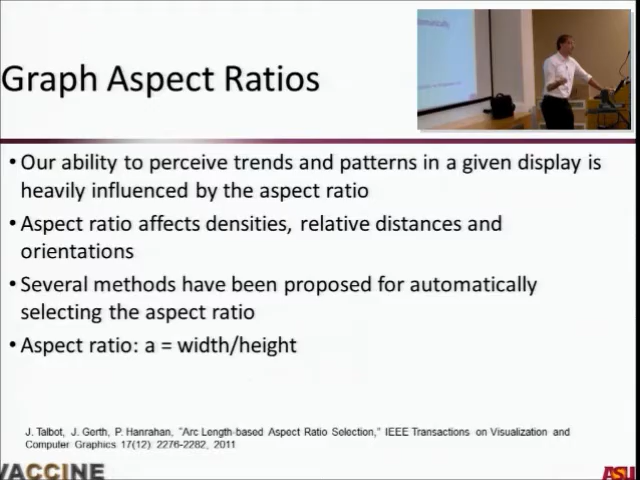 Graph Aspect Ratios
• Our ability to perceive trends and patterns in a given display is
heavily influenced by the aspect ratio
• Aspect ratio affects densities, relative distances and
orientations
• Several methods have been proposed for automatically
selecting the aspect ratio
• Aspect ratio: a = width/height
J. Talbot, J. Gerth, P. Hanrahan, "Arc Length-based Aspect Ratio Selection," IEEE Transactions on Visualization and
Computer Graphics 17(12): 2276-2282, 2011
VACCINE
ASU